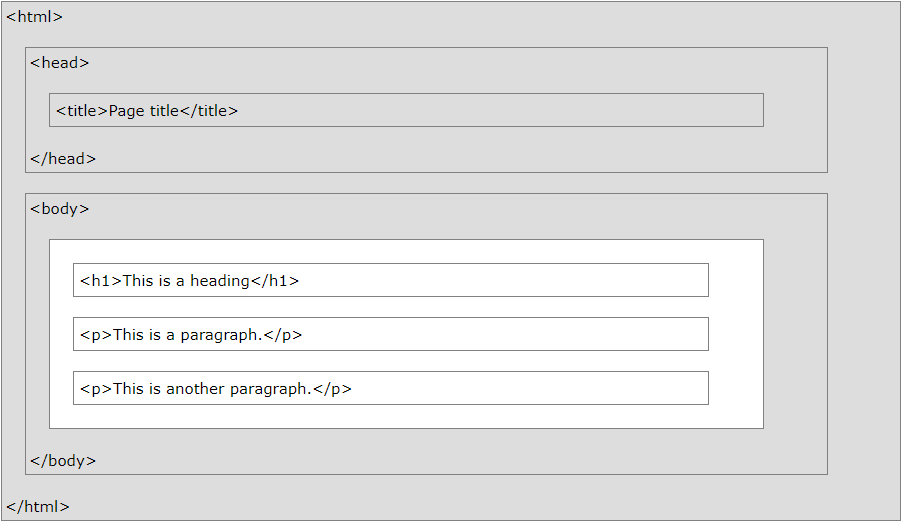 <html>
<head>
<title>Page title</title>
</head>
<body>
<h1>This is a heading</h1>
<p>This is a paragraph.</p>
<p>This is another paragraph.</p>
</body>
</html>